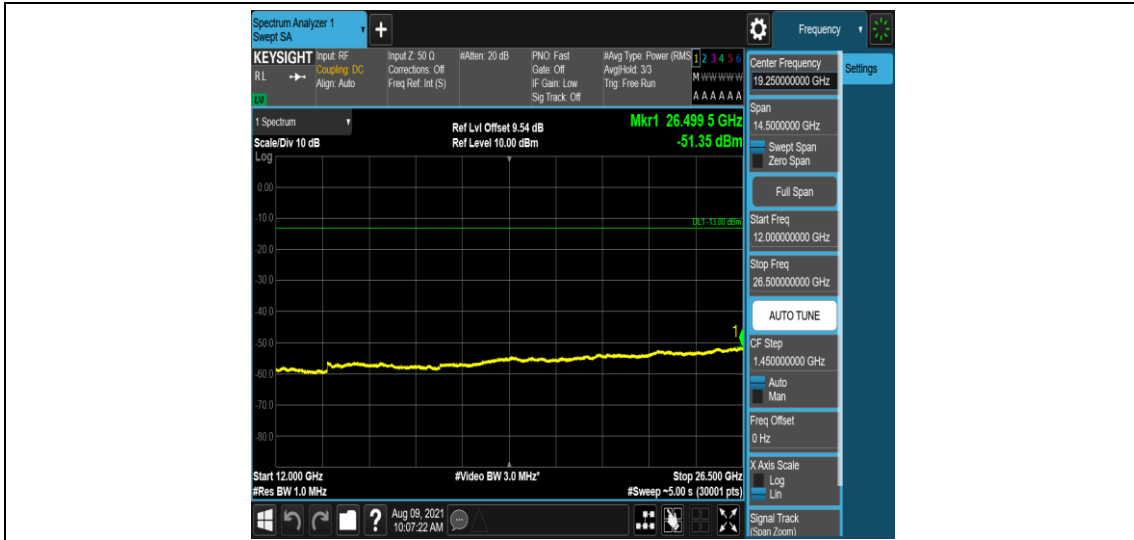 Spectrum Analyzer 1
Swept SA
Frequency
KEYSIGHT
RL
Input: RF
Coupling: DC
Align: Auto
Input Z: 50 Ω
Corrections: Off
Freq Ref: Int (S)
#Atten: 20 dB
PNO: Fast
Gate: Off
IF Gain: Low
Sig Track: Off
#Avg Type: Power (RMS
Avg|Hold: 3/3
Trig: Free Run
1 2 3 4 5 6
M W W W W W
A A A A A A
1 Spectrum
Scale/Div 10 dB
Log
Ref Lvl Offset 9.54 dB
Ref Level 10.00 dBm
Mkr1 26.499 5 GHz
-51.35 dBm
0.00
-10.0
DL1 -13.00 dBm
-20.0
-30.0
-40.0
1
-50.0
-60.0
-70.0
-80.0
Start 12.000 GHz
#Res BW 1.0 MHz
#Video BW 3.0 MHz*
Stop 26.500 GHz
#Sweep ~5.00 s (30001 pts)
?
Aug 09, 2021
10:07:22 AM
Center Frequency
19.250000000 GHz
Settings
Span
14.5000000 GHz
Swept Span
Zero Span
Full Span
Start Freq
12.000000000 GHz
Stop Freq
26.500000000 GHz
AUTO TUNE
CF Step
1.450000000 GHz
Auto
Man
Freq Offset
0 Hz
X Axis Scale
Log
Lin
Signal Track
(Span Zoom)